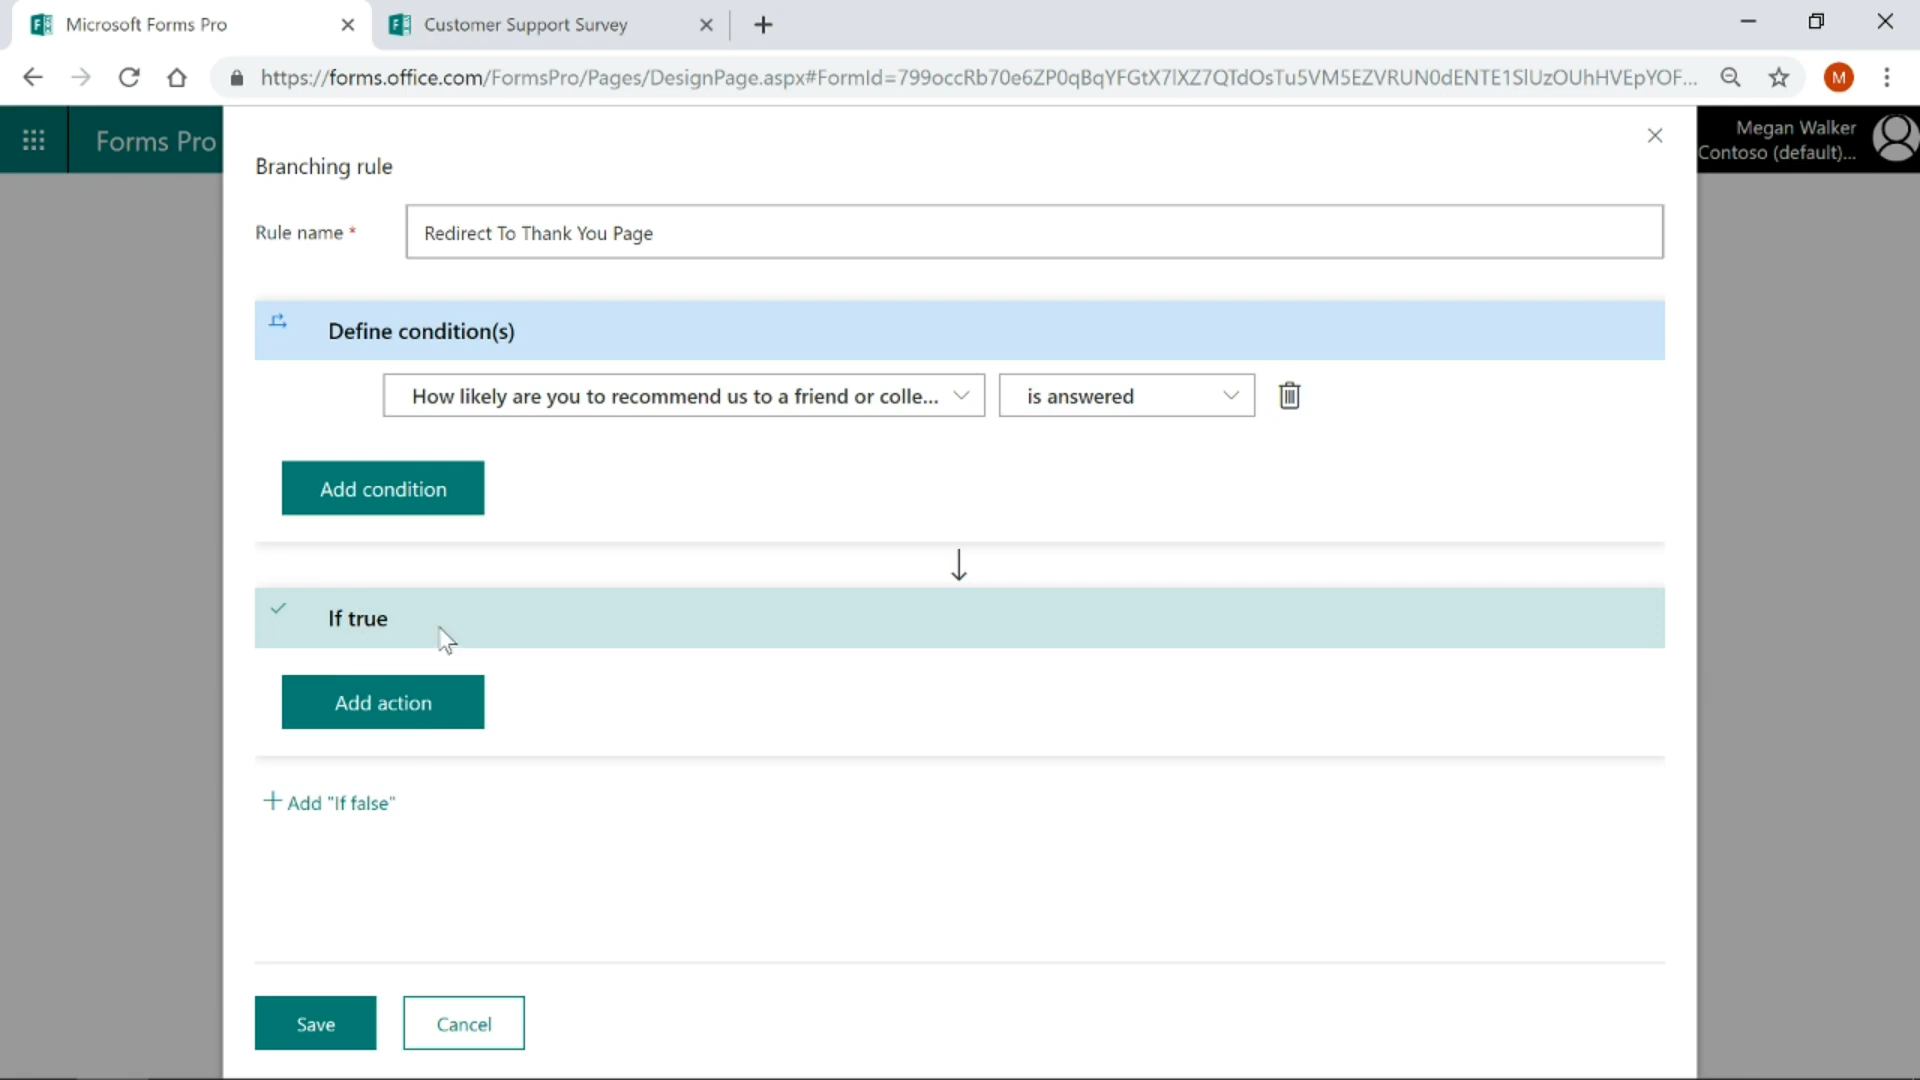 Microsoft Forms Pro
Customer Support Survey
https://forms.office.com/FormsPro/Pages/DesignPage.aspx#FormId=799occRb70e6ZP0qBqYFGtX7IXZ7QTdOsTu5VM5EZVRUN0dENTE1SlUzOUhHVEpYOF...
M
Forms Pro
Megan Walker
Contoso (default)...
Branching rule
Rule name *
Redirect To Thank You Page
Define condition(s)
How likely are you to recommend us to a friend or colle...
is answered
Add condition
If true
Add action
Add "If false"
Save
Cancel